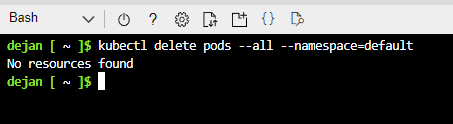 Bash
dejan [ ~ ]$ kubectl delete pods --all --namespace=default
No resources found
dejan [ ~ ]$